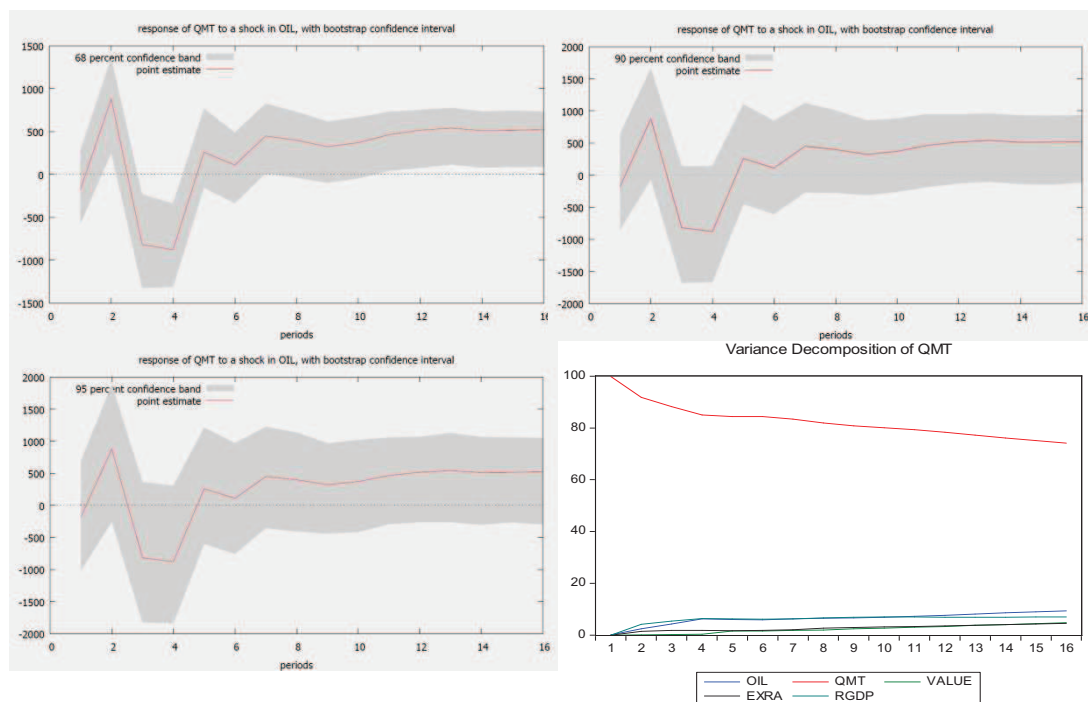 response of QMT to a shock in OIL, with bootstrap confidence interval
68 percent confidence band
point estimate
1500
1000
500
0
-500
-1000
-1500
0 2 4 6 8 10 12 14 16
periods
response of QMT to a shock in OIL, with bootstrap confidence interval
90 percent confidence band
point estimate
2000
1500
1000
500
0
-500
-1000
-1500
-2000
0 2 4 6 8 10 12 14 16
periods
response of QMT to a shock in OIL, with bootstrap confidence interval
95 percent confidence band
point estimate
2000
1500
1000
500
0
-500
-1000
-1500
-2000
0 2 4 6 8 10 12 14 16
periods
Variance Decomposition of QMT
100
80
60
40
20
0
1 2 3 4 5 6 7 8 9 10 11 12 13 14 15 16
OIL QMT VALUE
EXRA RGDP